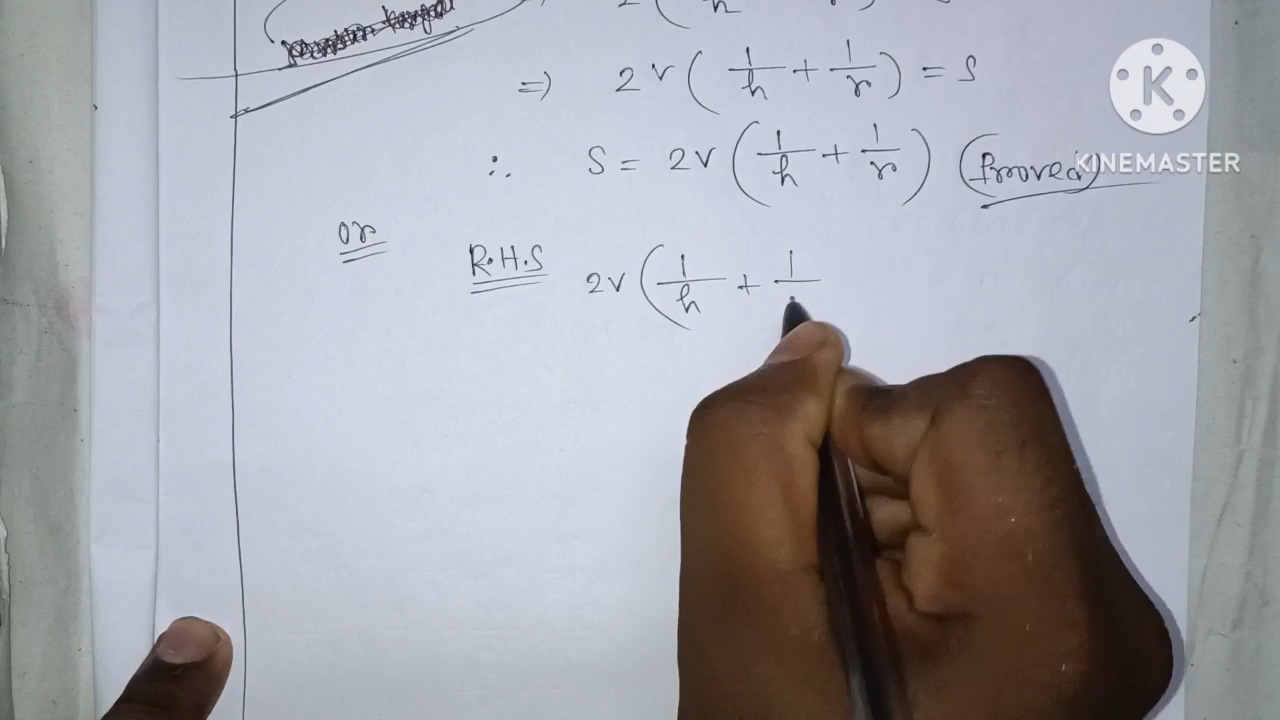 =) 2V ( 1/h + 1/r ) = S
∴ S = 2V ( 1/h + 1/r ) (Proved)
KINEMASTER
or R.H.S 2V ( 1/h + 1/